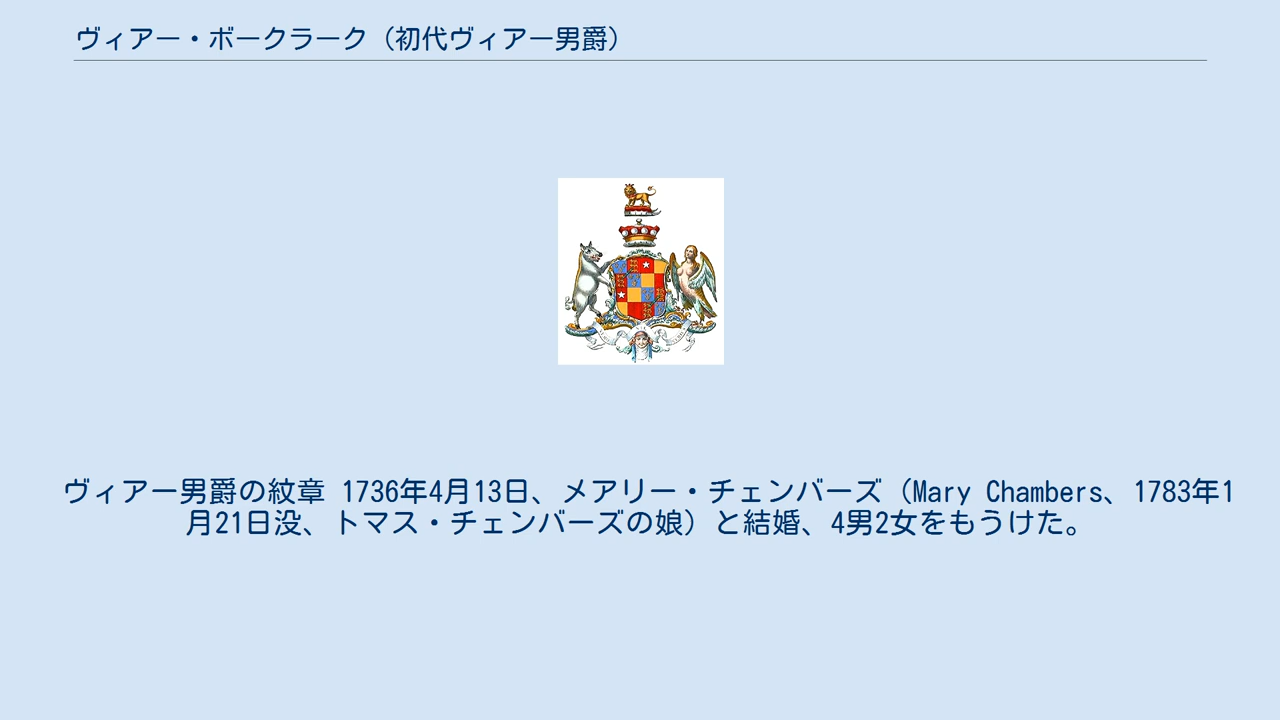 ヴィアー・ボークラーク（初代ヴィアー男爵）
ヴィアー男爵の紋章 1736年4月13日、メアリー・チェンバーズ（Mary Chambers、1783年1
月21日没、トマス・チェンバーズの娘）と結婚、4男2女をもうけた。